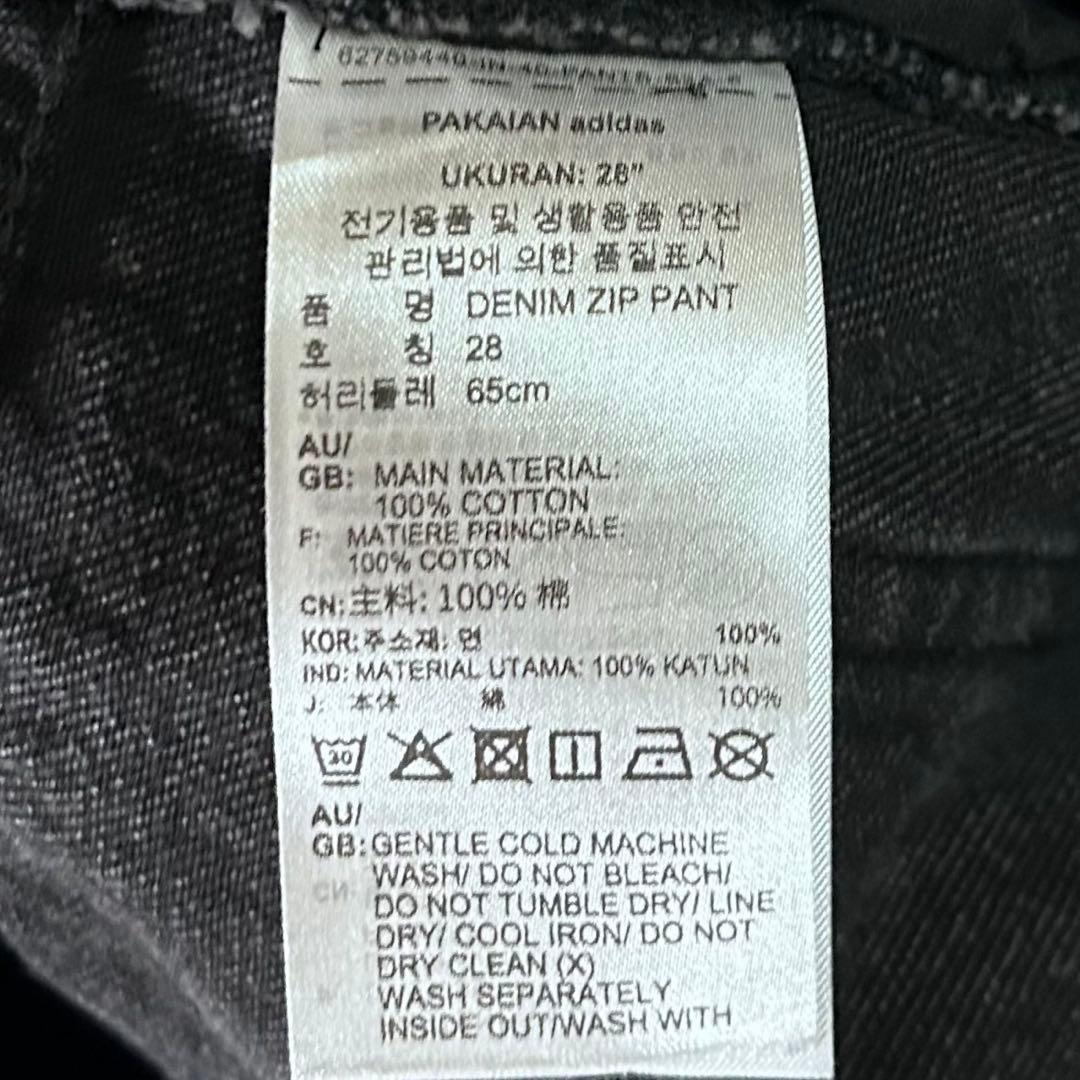 PAKAIAN adidas
UKURAN: 28"
전기용품 및 생활용품 안전
관리법에 의한 품질표시
품 명 DENIM ZIP PANT
호 칭 28
허리둘레 65cm
AU/
GB: MAIN MATERIAL:
100% COTTON
F: MATIERE PRINCIPALE:
100% COTON
CN: 主料: 100% 棉
KOR: 주소재: 면 100%
IND: MATERIAL UTAMA: 100% KATUN
J: 本体 綿 100%
30
AU/
GB: GENTLE COLD MACHINE
WASH/ DO NOT BLEACH/
DO NOT TUMBLE DRY/ LINE
DRY/ COOL IRON/ DO NOT
DRY CLEAN (X)
WASH SEPARATELY
INSIDE OUT/WASH WITH